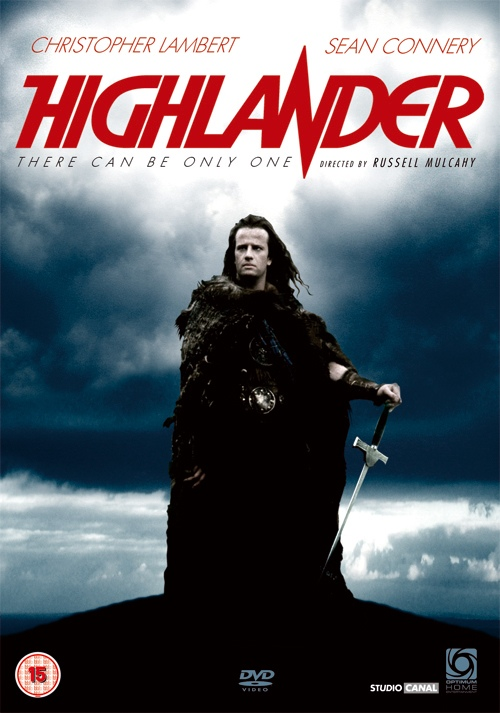 CHRISTOPHER LAMBERT SEAN CONNERY
HIGHLANDER
THERE CAN BE ONLY ONE DIRECTED BY RUSSELL MULCAHY
15
DVD
VIDEO
STUDIO CANAL
OPTIMUM
HOME
ENTERTAINMENT